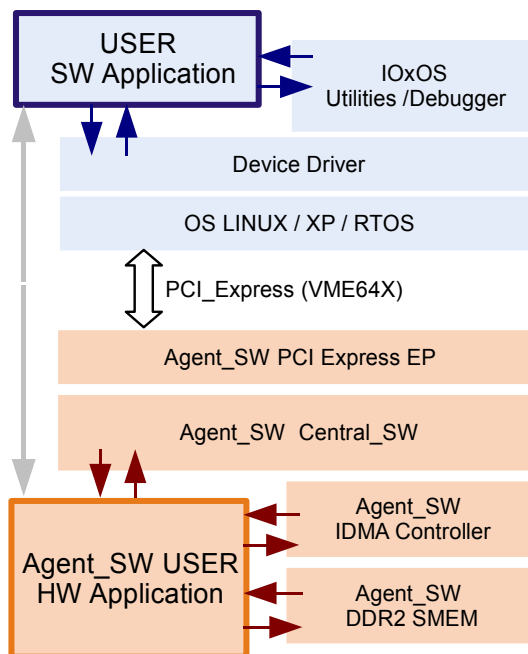 USER
SW Application
IOxOS
Utilities /Debugger
Device Driver
OS LINUX / XP / RTOS
PCI_Express (VME64X)
Agent_SW PCI Express EP
Agent_SW Central_SW
Agent_SW USER
HW Application
Agent_SW
IDMA Controller
Agent_SW
DDR2 SMEM